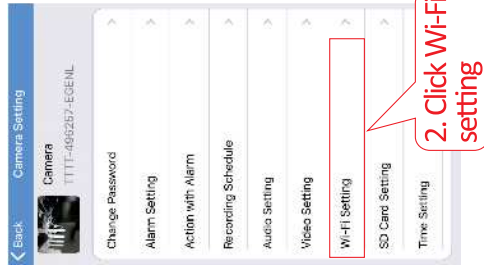 Back
Camera Setting
Camera
TTTT-496257-EGENL
Change Password
Alarm Setting
Action with Alarm
Recording Schedule
Audio Setting
Video Setting
Wi-Fi Setting
SD Card Setting
Time Setting
2. Click Wi-Fi
setting